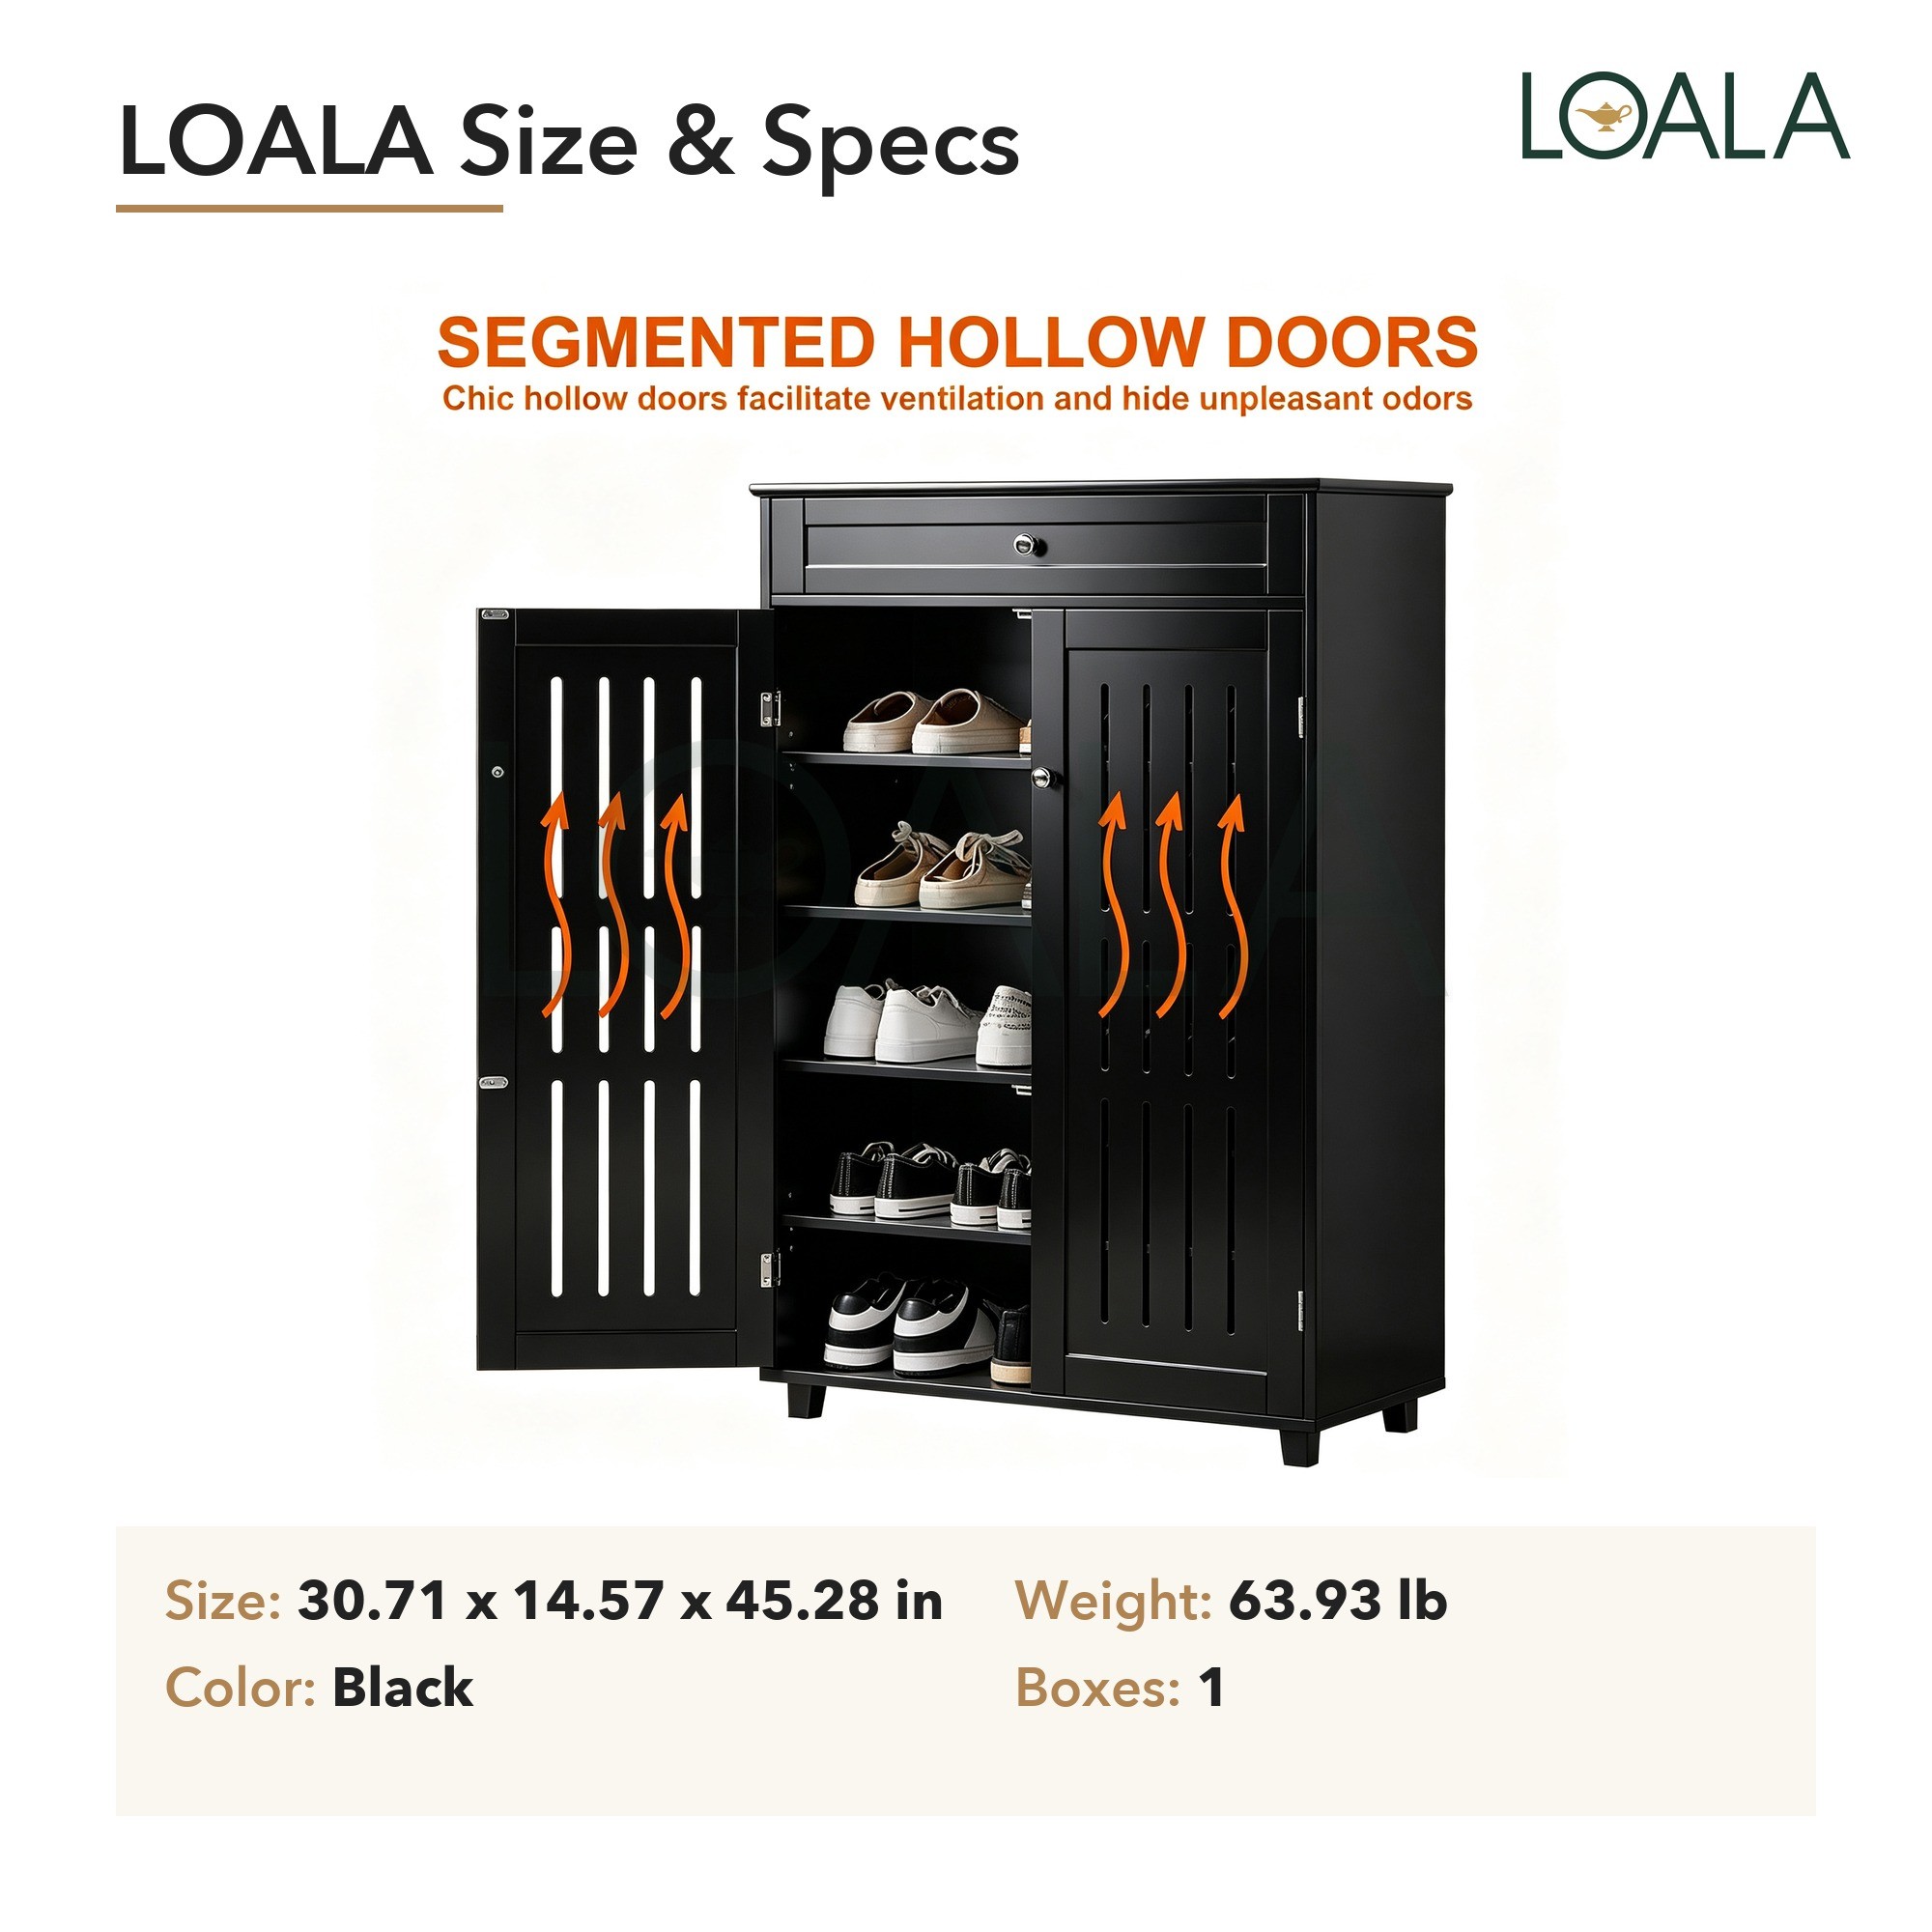 LOALA Size & Specs
LOALA
SEGMENTED HOLLOW DOORS
Chic hollow doors facilitate ventilation and hide unpleasant odors
LOALA
Size: 30.71 x 14.57 x 45.28 in
Weight: 63.93 lb
Color: Black
Boxes: 1